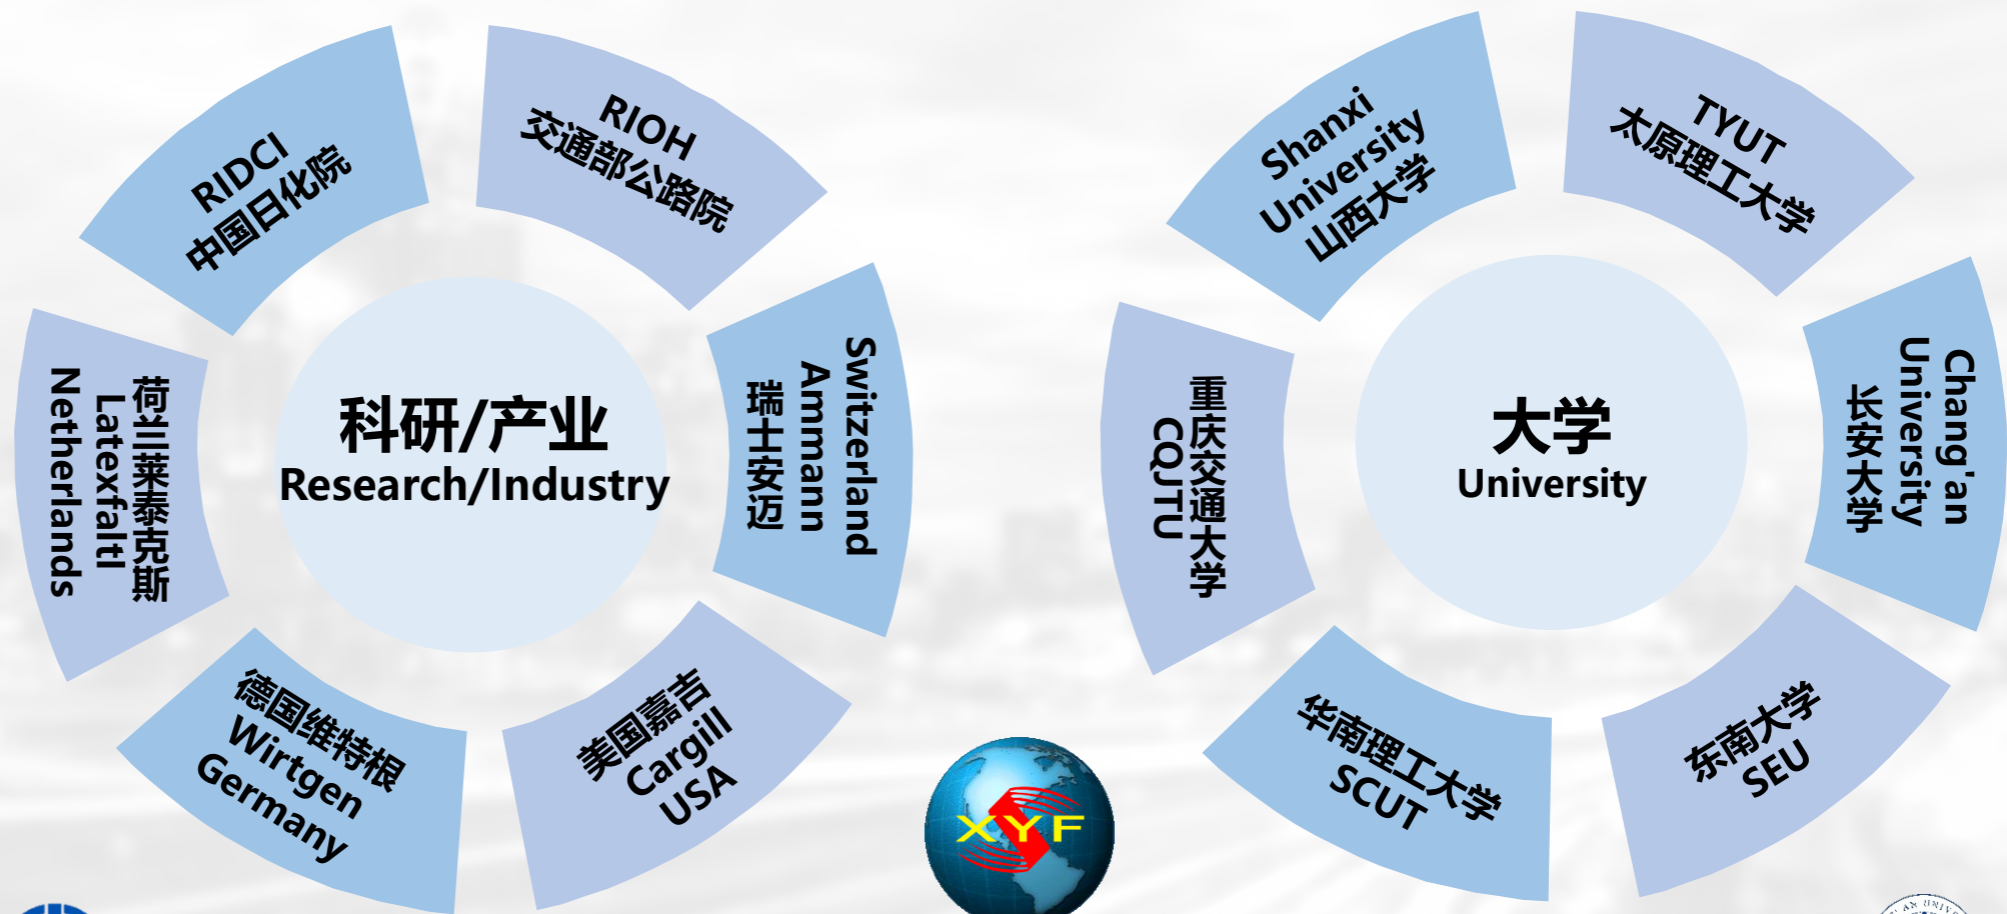 RIDCI
中国日化院
RIOH
交通部公路院
Switzerland
Ammann
瑞士安迈
美国嘉吉
Cargill
USA
德国维特根
Wirtgen
Germany
荷兰莱泰克斯
Latexfaltl
Netherlands
科研/产业
Research/Industry
Shanxi
University
山西大学
TYUT
太原理工大学
Chang'an
University
长安大学
东南大学
SEU
华南理工大学
SCUT
重庆交通大学
CQJTU
大学
University
XYF